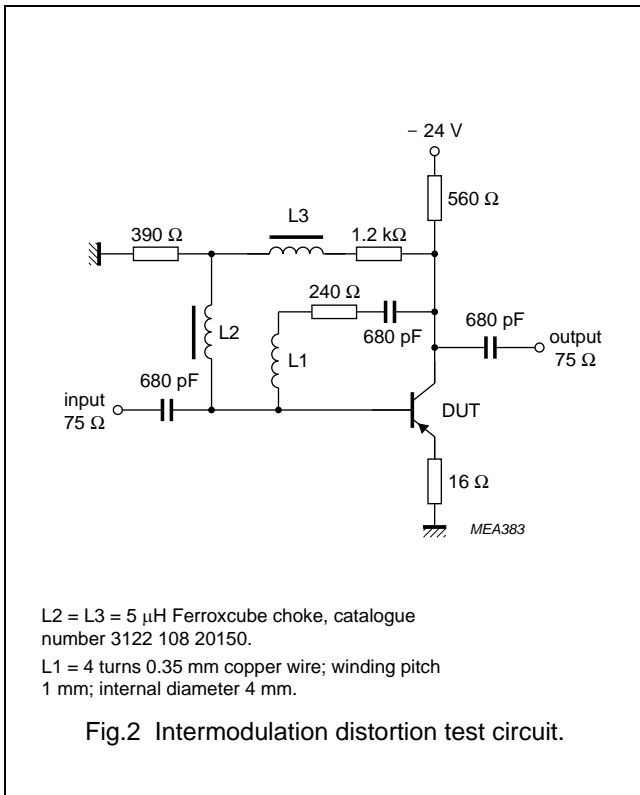 − 24 V
560 Ω
L3
390 Ω
1.2 kΩ
240 Ω
680 pF
L2
L1
680 pF
output
75 Ω
680 pF
input
75 Ω
DUT
16 Ω
MEA383
L2 = L3 = 5 μH Ferroxcube choke, catalogue
number 3122 108 20150.
L1 = 4 turns 0.35 mm copper wire; winding pitch
1 mm; internal diameter 4 mm.
Fig.2 Intermodulation distortion test circuit.